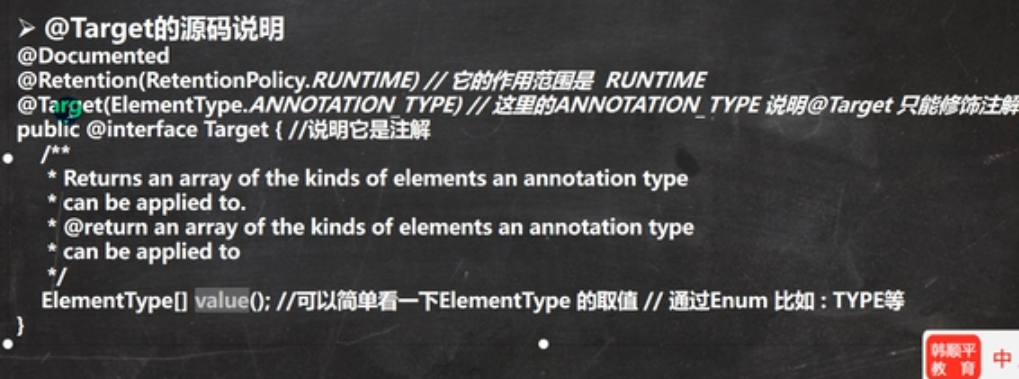 ➢ @Target的源码说明
@Documented
@Retention(RetentionPolicy.RUNTIME) // 它的作用范围是 RUNTIME
@Target(ElementType.ANNOTATION_TYPE) // 这里的ANNOTATION_TYPE 说明@Target 只能修饰注解
public @interface Target { //说明它是注解
/**
* Returns an array of the kinds of elements an annotation type
* can be applied to.
* @return an array of the kinds of elements an annotation type
* can be applied to
*/
ElementType[] value(); //可以简单看一下ElementType 的取值 // 通过Enum 比如：TYPE等
}
韩顺平
教 育
中